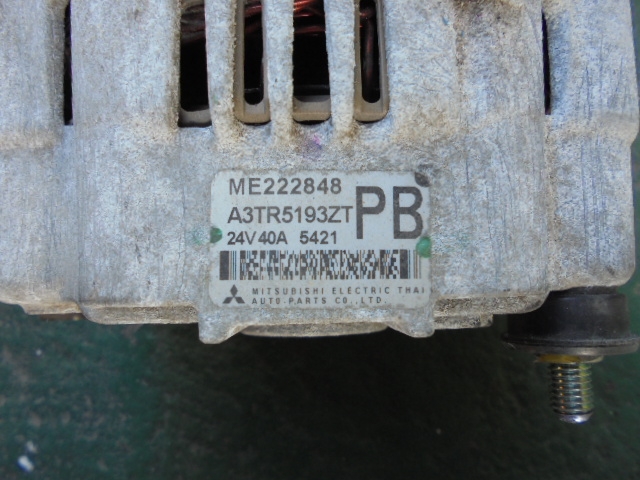 ME222848
A3TR5193ZT PB
24V40A 5421
MITSUBISHI ELECTRIC THAI
AUTO-PARTS CO.,LTD.